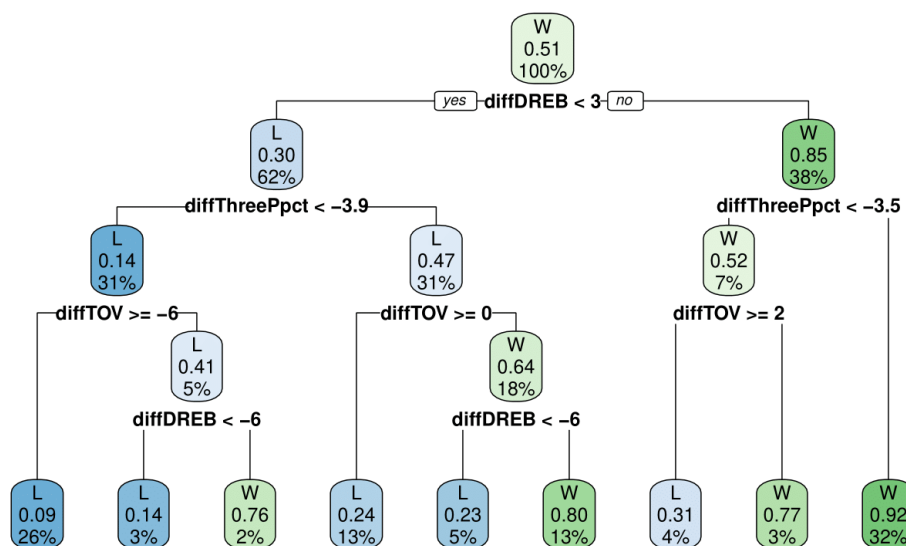 W
0.51
100%
yes diffDREB < 3 no
L
0.30
62%
W
0.85
38%
diffThreePpct < −3.9
diffThreePpct < −3.5
L
0.14
31%
L
0.47
31%
W
0.52
7%
diffTOV >= −6
diffTOV >= 0
diffTOV >= 2
L
0.41
5%
W
0.64
18%
diffDREB < −6
diffDREB < −6
L
0.09
26%
L
0.14
3%
W
0.76
2%
L
0.24
13%
L
0.23
5%
W
0.80
13%
L
0.31
4%
W
0.77
3%
W
0.92
32%